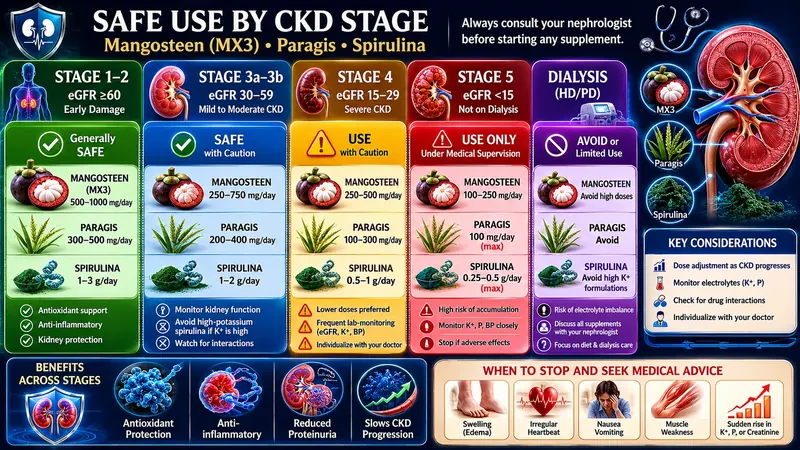 SAFE USE BY CKD STAGE
Mangosteen (MX3) • Paragis • Spirulina
Always consult your nephrologist
before starting any supplement.
STAGE 1–2
eGFR ≥60
Early Damage
Generally
SAFE
MANGOSTEEN
(MX3)
500–1000 mg/day
PARAGIS
300–500 mg/day
SPIRULINA
1–3 g/day
Antioxidant support
Anti-inflammatory
Kidney protection
STAGE 3a–3b
eGFR 30–59
Mild to Moderate CKD
SAFE
with Caution
MANGOSTEEN
250–750 mg/day
PARAGIS
200–400 mg/day
SPIRULINA
1–2 g/day
Monitor kidney function
Avoid high-potassium
spirulina if K⁺ is high
Watch for interactions
STAGE 4
eGFR 15–29
Severe CKD
USE
with Caution
MANGOSTEEN
250–500 mg/day
PARAGIS
100–300 mg/day
SPIRULINA
0.5–1 g/day
Lower doses preferred
Frequent lab-monitoring
(eGFR, K⁺, BP)
Individualize with your doctor
STAGE 5
eGFR <15
Not on Dialysis
USE ONLY
Under Medical Supervision
MANGOSTEEN
100–250 mg/day
PARAGIS
100 mg/day
(max)
SPIRULINA
0.25–0.5 g/day
(max)
High risk of accumulation
Monitor K⁺, P, BP closely
Stop if adverse effects
DIALYSIS
(HD/PD)
AVOID or
Limited Use
MANGOSTEEN
Avoid high doses
PARAGIS
Avoid
SPIRULINA
Avoid high K⁺
formulations
Risk of electrolyte imbalance
Discuss all supplements
with your nephrologist
Focus on diet & dialysis care
MX3
Paragis
Spirulina
KEY CONSIDERATIONS
Dose adjustment as CKD progresses
Monitor electrolytes (K⁺, P)
Check for drug interactions
Individualize with your doctor
BENEFITS
ACROSS STAGES
Antioxidant
Protection
Anti-
inflammatory
Reduced
Proteinuria
Slows CKD
Progression
WHEN TO STOP AND SEEK MEDICAL ADVICE
Swelling
(Edema)
Irregular
Heartbeat
Nausea
Vomiting
Muscle
Weakness
Sudden rise in
K⁺, P, or Creatinine